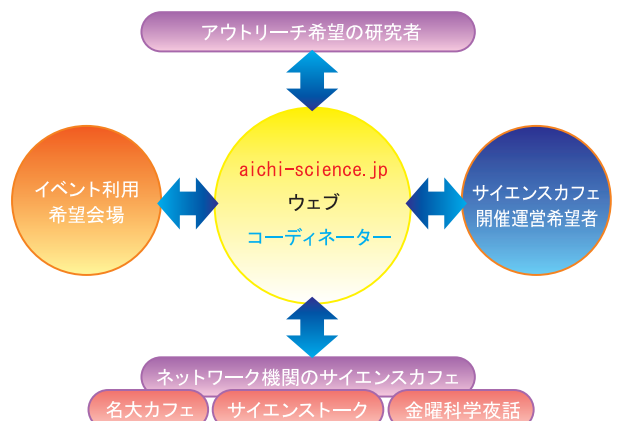 アウトリーチ希望の研究者
aichi-science.jp
ウェブ
コーディネーター
イベント利用
希望会場
サイエンスカフェ
開催運営希望者
ネットワーク機関のサイエンスカフェ
名大カフェ
サイエンストーク
金曜科学夜話